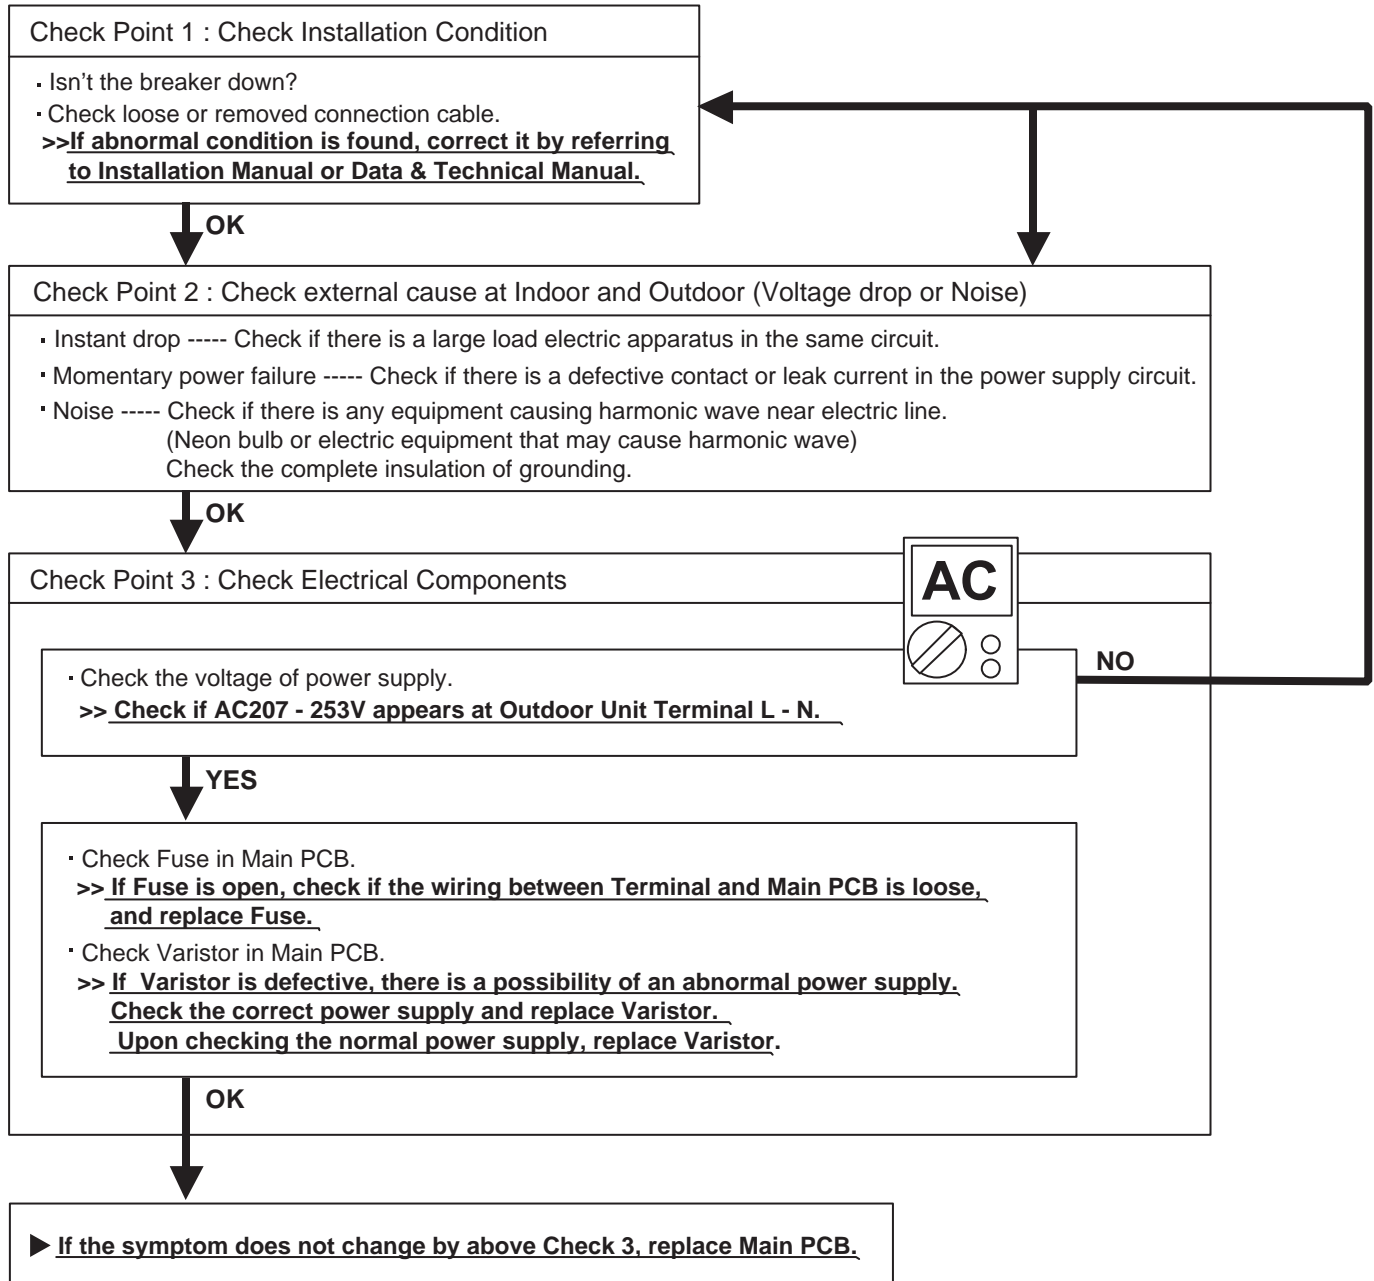 Check Point 1 : Check Installation Condition
· Isn't the breaker down?
· Check loose or removed connection cable.
>>If abnormal condition is found, correct it by referring
to Installation Manual or Data & Technical Manual.
OK
Check Point 2 : Check external cause at Indoor and Outdoor (Voltage drop or Noise)
· Instant drop ----- Check if there is a large load electric apparatus in the same circuit.
· Momentary power failure ----- Check if there is a defective contact or leak current in the power supply circuit.
· Noise ----- Check if there is any equipment causing harmonic wave near electric line.
(Neon bulb or electric equipment that may cause harmonic wave)
Check the complete insulation of grounding.
OK
Check Point 3 : Check Electrical Components
AC
NO
· Check the voltage of power supply.
>> Check if AC207 - 253V appears at Outdoor Unit Terminal L - N.
YES
· Check Fuse in Main PCB.
>> If Fuse is open, check if the wiring between Terminal and Main PCB is loose,
and replace Fuse.
· Check Varistor in Main PCB.
>> If  Varistor is defective, there is a possibility of an abnormal power supply.
Check the correct power supply and replace Varistor.
Upon checking the normal power supply, replace Varistor.
OK
▶ If the symptom does not change by above Check 3, replace Main PCB.